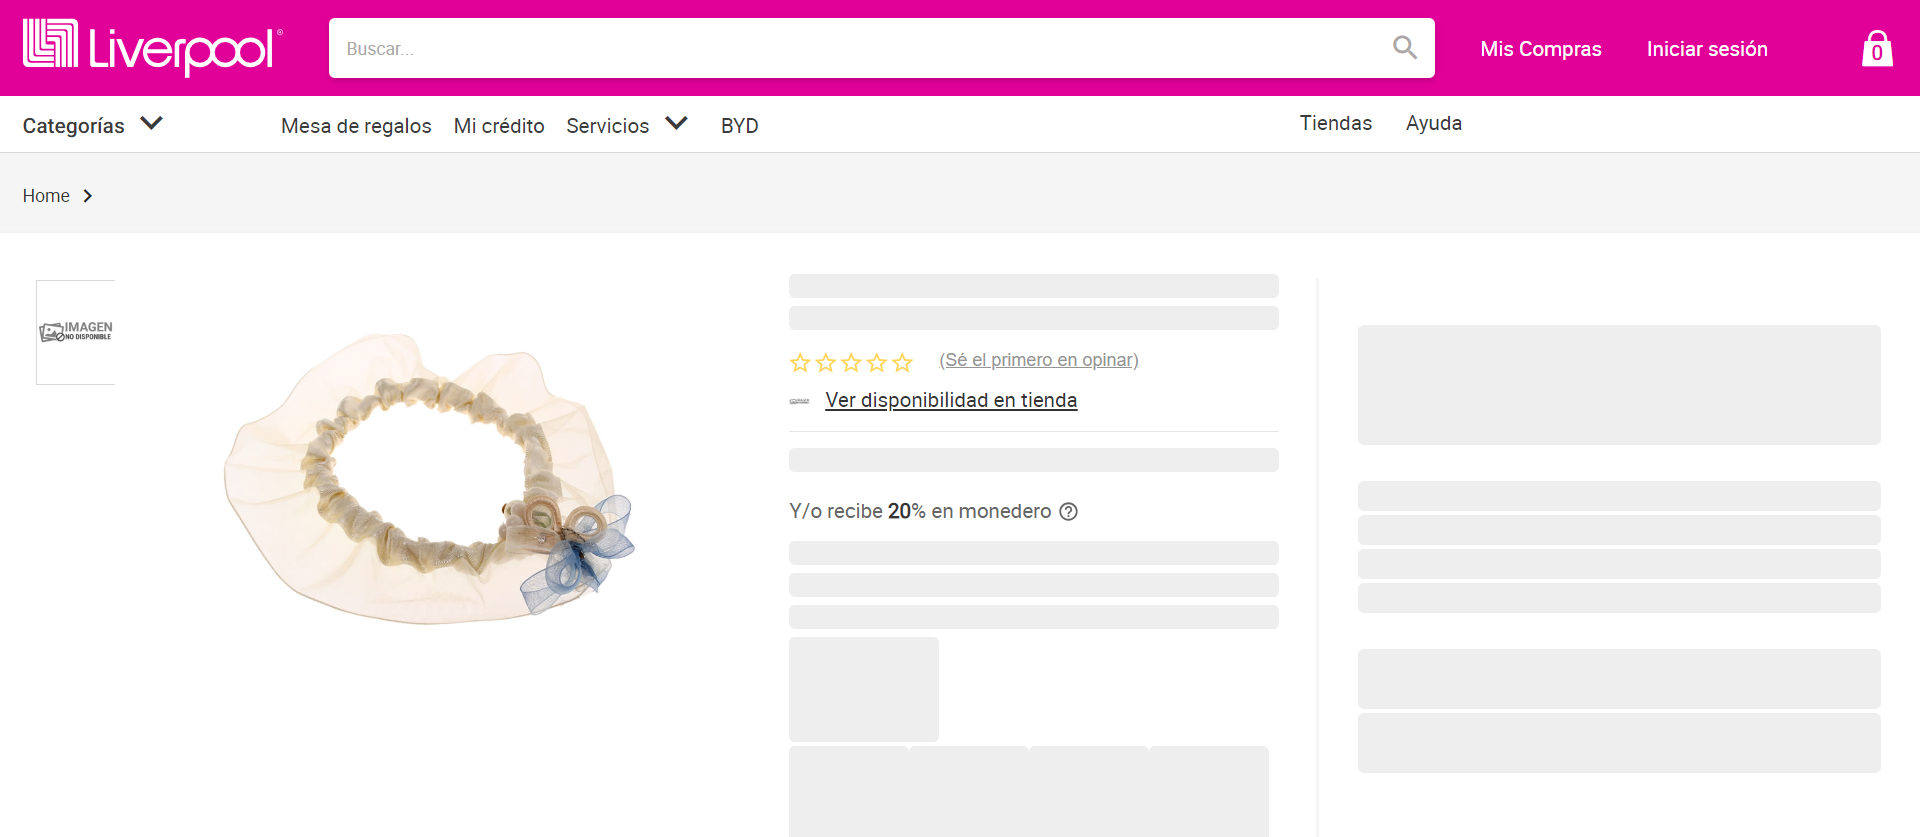 Liverpool®
Buscar...
Mis Compras
Iniciar sesión
0
Categorías
Mesa de regalos
Mi crédito
Servicios
BYD
Tiendas
Ayuda
Home
IMAGEN
NO DISPONIBLE
(Sé el primero en opinar)
Ver disponibilidad en tienda
Y/o recibe 20% en monedero